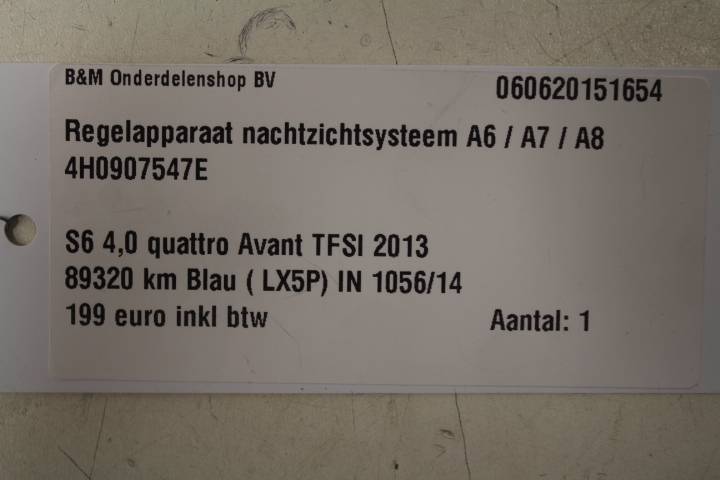 B&M Onderdelenshop BV 060620151654
Regelapparaat nachtzichtsysteem A6 / A7 / A8
4H0907547E
S6 4,0 quattro Avant TFSI 2013
89320 km Blau ( LX5P) IN 1056/14
199 euro inkl btw Aantal: 1